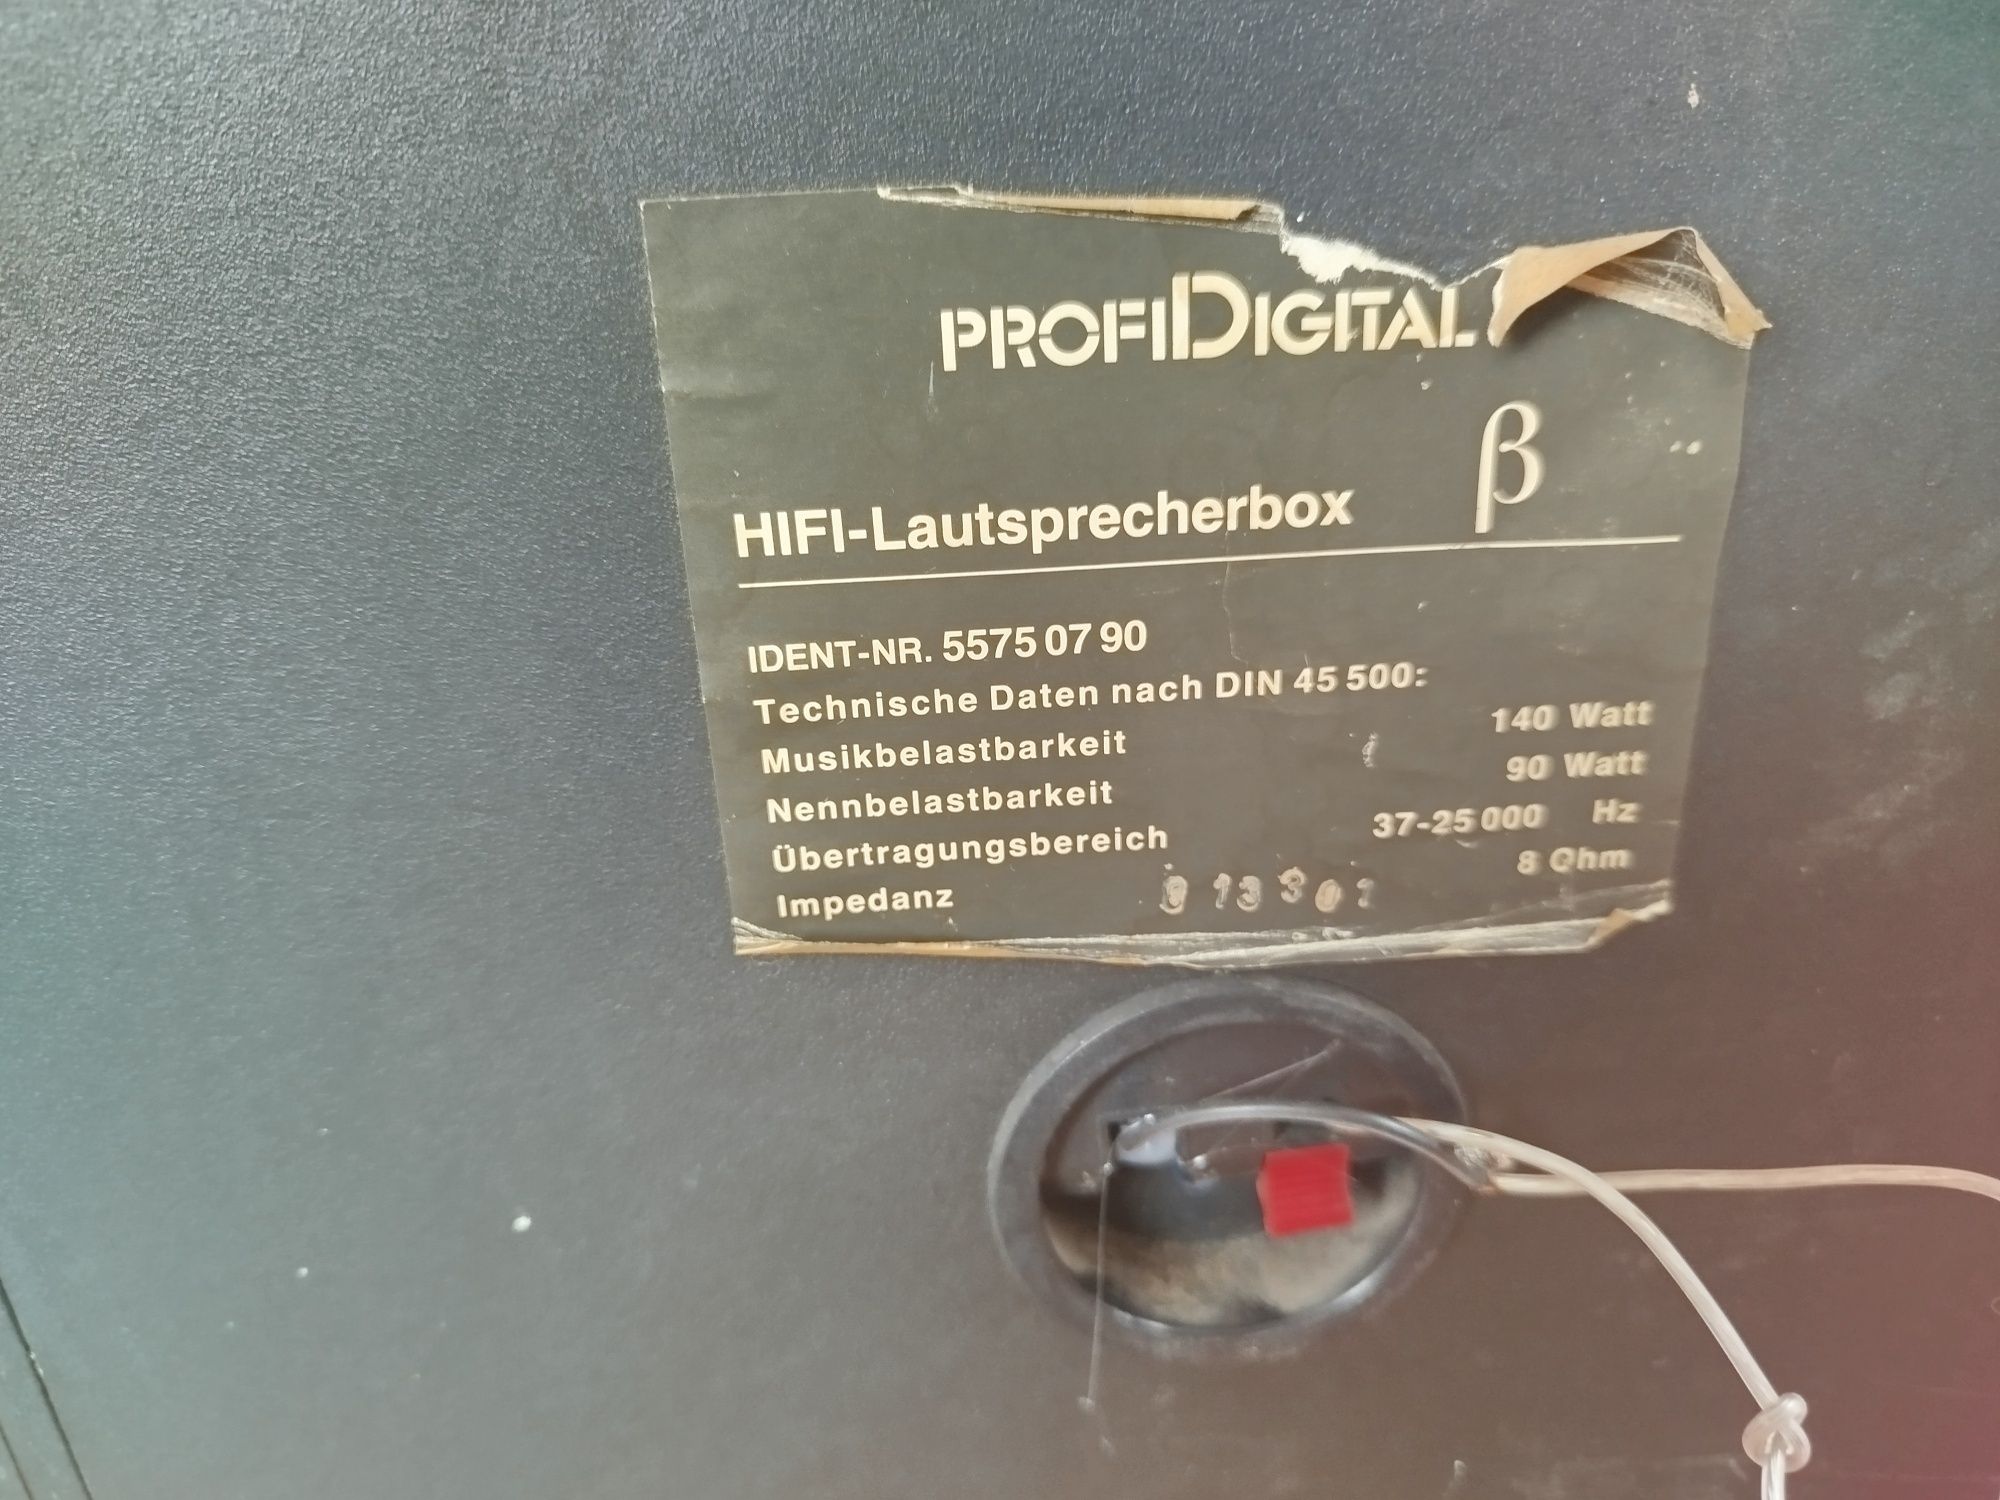 PROFIDIGITAL
β
HIFI-Lautsprecherbox
IDENT-NR. 5575 07 90
Technische Daten nach DIN 45 500:
Musikbelastbarkeit 140 Watt
Nennbelastbarkeit 90 Watt
Übertragungsbereich 37-25 000 Hz
Impedanz 8 Ohm